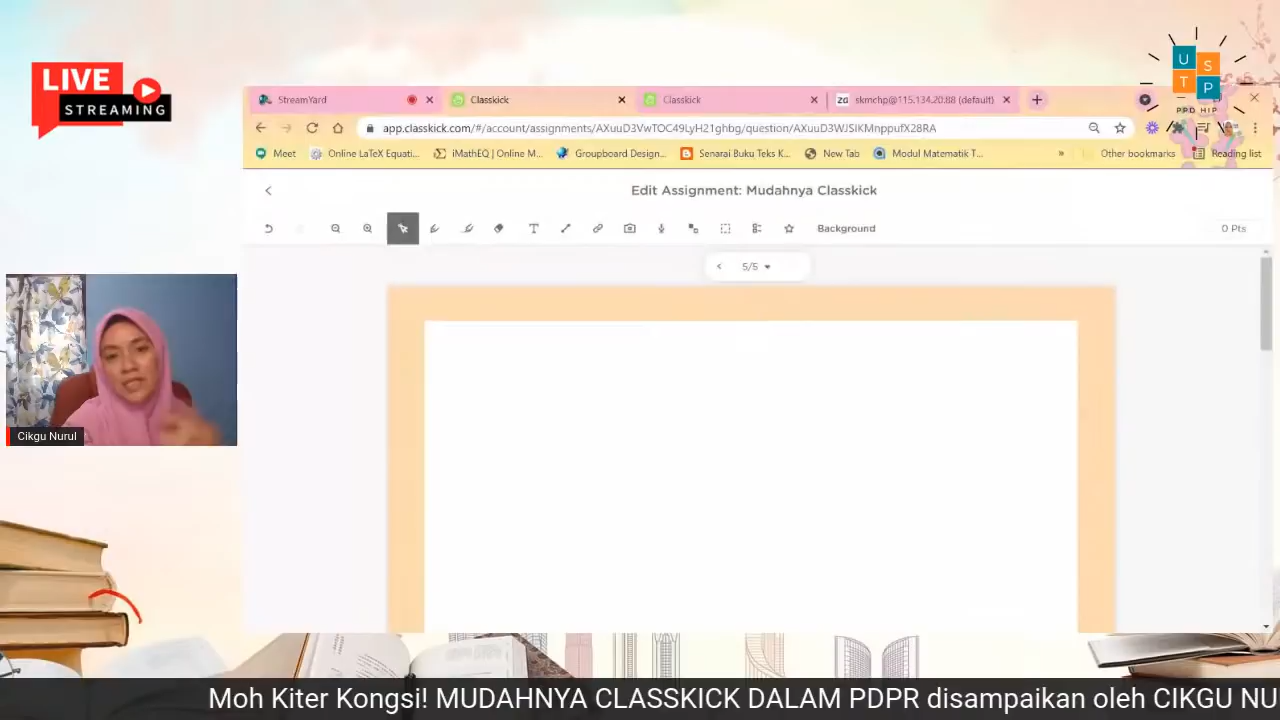 LIVE
STREAMING
U
S
T
P
PPD HIP
StreamYard
Classkick
Classkick
skmchp@115.134.20.88 (default)
app.classkick.com/#/account/assignments/AXuuD3VwTOC49LyH21ghbg/question/AXuuD3WJSIKMnppufX28RA
Meet
Online LaTeX Equati...
iMathEQ | Online M...
Groupboard Design...
Senarai Buku Teks K...
New Tab
Modul Matematik T...
»
Other bookmarks
Reading list
Edit Assignment: Mudahnya Classkick
Background
0 Pts
5/5
Cikgu Nurul
Moh Kiter Kongsi! MUDAHNYA CLASSKICK DALAM PDPR disampaikan oleh CIKGU NU